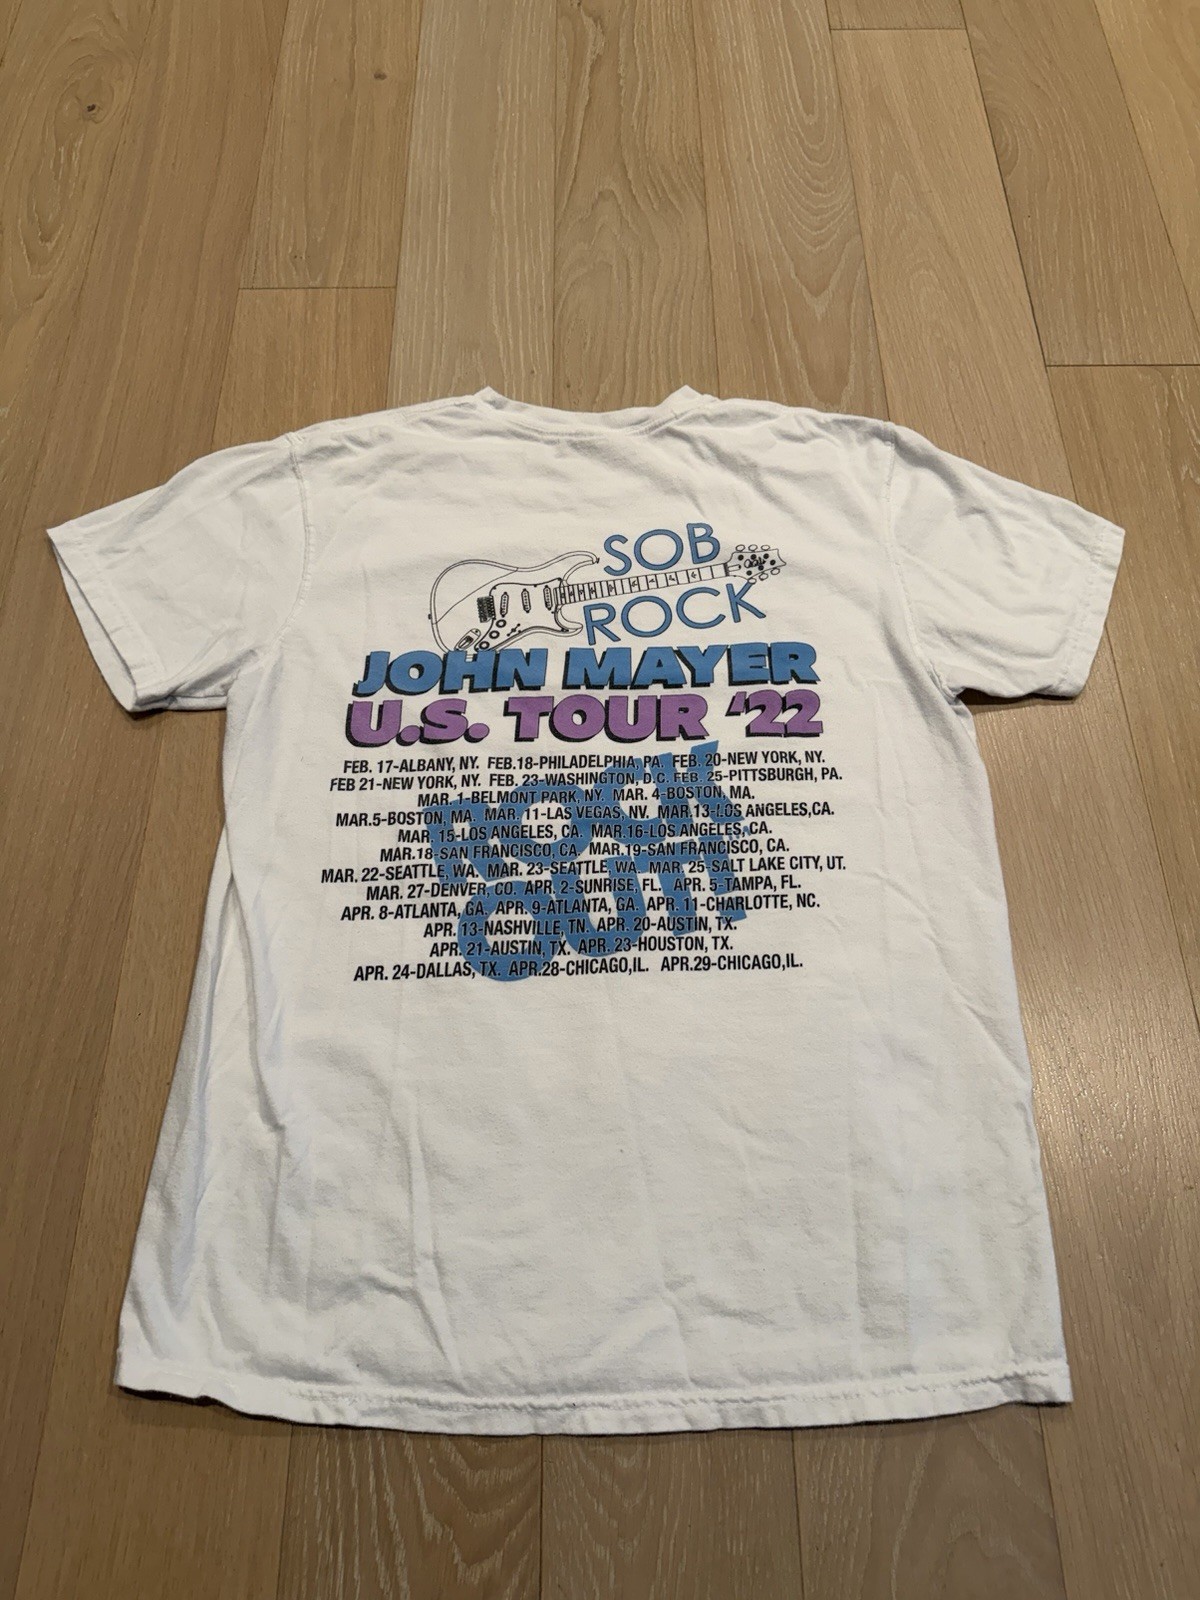 SOB
ROCK
JOHN MAYER
U.S. TOUR '22
FEB. 17-ALBANY, NY. FEB.18-PHILADELPHIA, PA. FEB. 20-NEW YORK, NY.
FEB 21-NEW YORK, NY. FEB. 23-WASHINGTON, D.C. FEB. 25-PITTSBURGH, PA.
MAR. 1-BELMONT PARK, NY. MAR. 4-BOSTON, MA.
MAR.5-BOSTON, MA. MAR. 11-LAS VEGAS, NV. MAR.13-LOS ANGELES,CA.
MAR. 15-LOS ANGELES, CA. MAR.16-LOS ANGELES, CA.
MAR.18-SAN FRANCISCO, CA. MAR.19-SAN FRANCISCO, CA.
MAR. 22-SEATTLE, WA. MAR. 23-SEATTLE, WA. MAR. 25-SALT LAKE CITY, UT.
MAR. 27-DENVER, CO. APR. 2-SUNRISE, FL. APR. 5-TAMPA, FL.
APR. 8-ATLANTA, GA. APR. 9-ATLANTA, GA. APR. 11-CHARLOTTE, NC.
APR. 13-NASHVILLE, TN. APR. 20-AUSTIN, TX.
APR. 21-AUSTIN, TX. APR. 23-HOUSTON, TX.
APR. 24-DALLAS, TX. APR.28-CHICAGO,IL. APR.29-CHICAGO,IL.